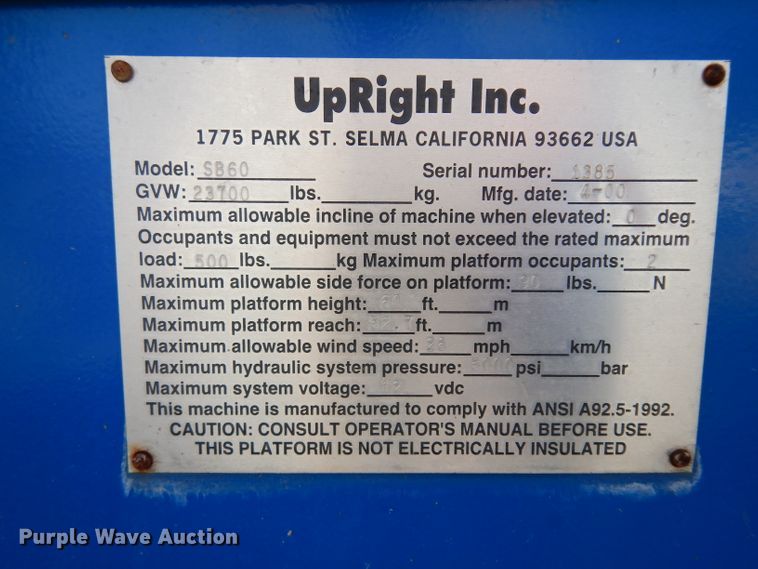 UpRight Inc.
1775 PARK ST. SELMA CALIFORNIA 93662 USA
Model: SB60 Serial number: 1385
GVW: 23700 lbs. kg. Mfg. date: 4-00
Maximum allowable incline of machine when elevated: 0 deg.
Occupants and equipment must not exceed the rated maximum
load: 500 lbs. kg Maximum platform occupants: 2
Maximum allowable side force on platform: lbs. N
Maximum platform height: ft. m
Maximum platform reach: ft. m
Maximum allowable wind speed: mph km/h
Maximum hydraulic system pressure: psi bar
Maximum system voltage: vdc
This machine is manufactured to comply with ANSI A92.5-1992.
CAUTION: CONSULT OPERATOR'S MANUAL BEFORE USE.
THIS PLATFORM IS NOT ELECTRICALLY INSULATED
Purple Wave Auction